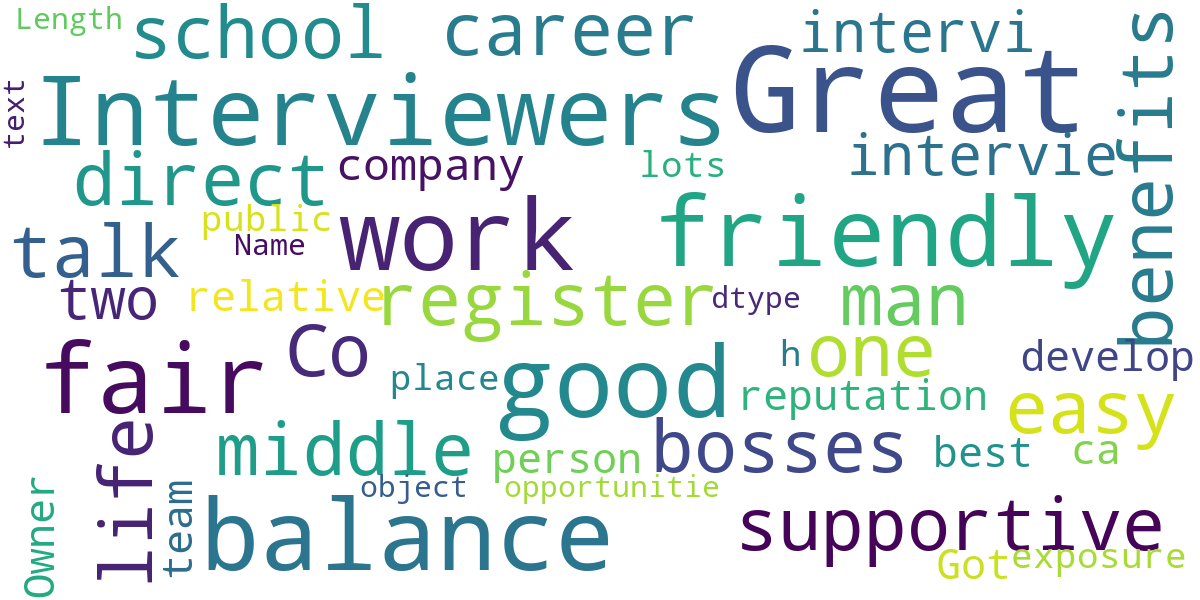 Length
school
career
intervi
benefits
text
Interviewers
Great
direct
company
lots
intervie
public
Name
talk
work
friendly
two
relative
register
dtype
man
fair
Co
place
good
h
one
develop
reputation
easy
life
middle
person
bosses
best
ca
Owner
team
object
opportunitie
balance
supportive
Got
exposure